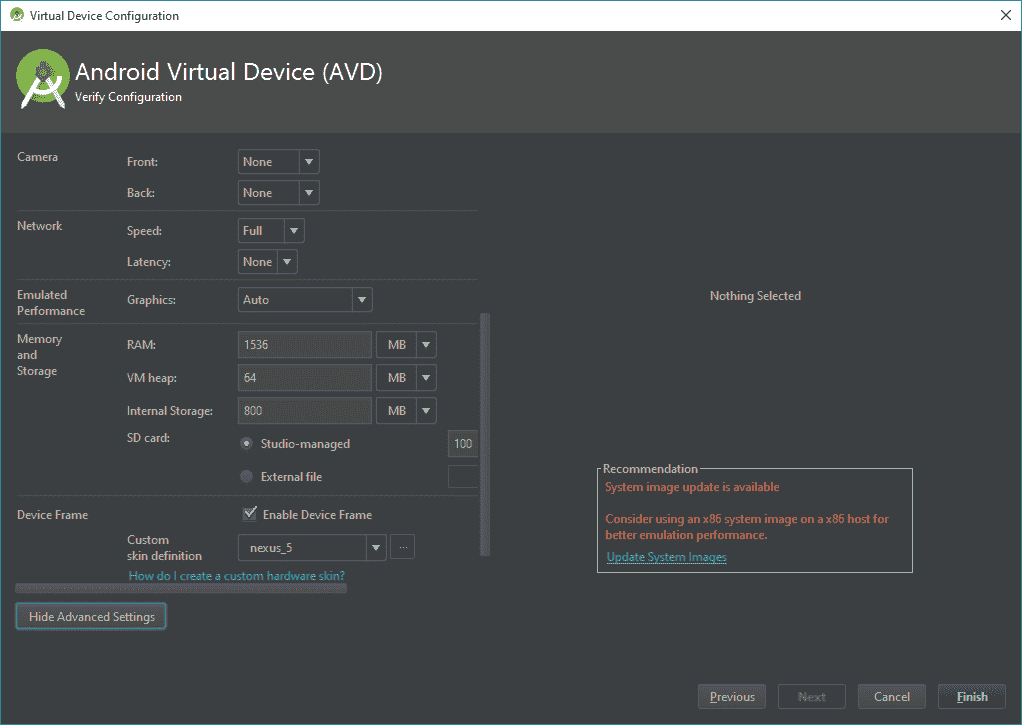 Virtual Device Configuration
Android Virtual Device (AVD)
Verify Configuration
Camera
Front:
None
Back:
None
Network
Speed:
Full
Latency:
None
Emulated
Performance
Graphics:
Auto
Memory
and
Storage
RAM:
1536
MB
VM heap:
64
MB
Internal Storage:
800
MB
SD card:
Studio-managed
100
External file
Device Frame
Enable Device Frame
Custom
skin definition
nexus_5
...
How do I create a custom hardware skin?
Hide Advanced Settings
Nothing Selected
Recommendation
System image update is available
Consider using an x86 system image on a x86 host for
better emulation performance.
Update System Images
Previous
Next
Cancel
Finish